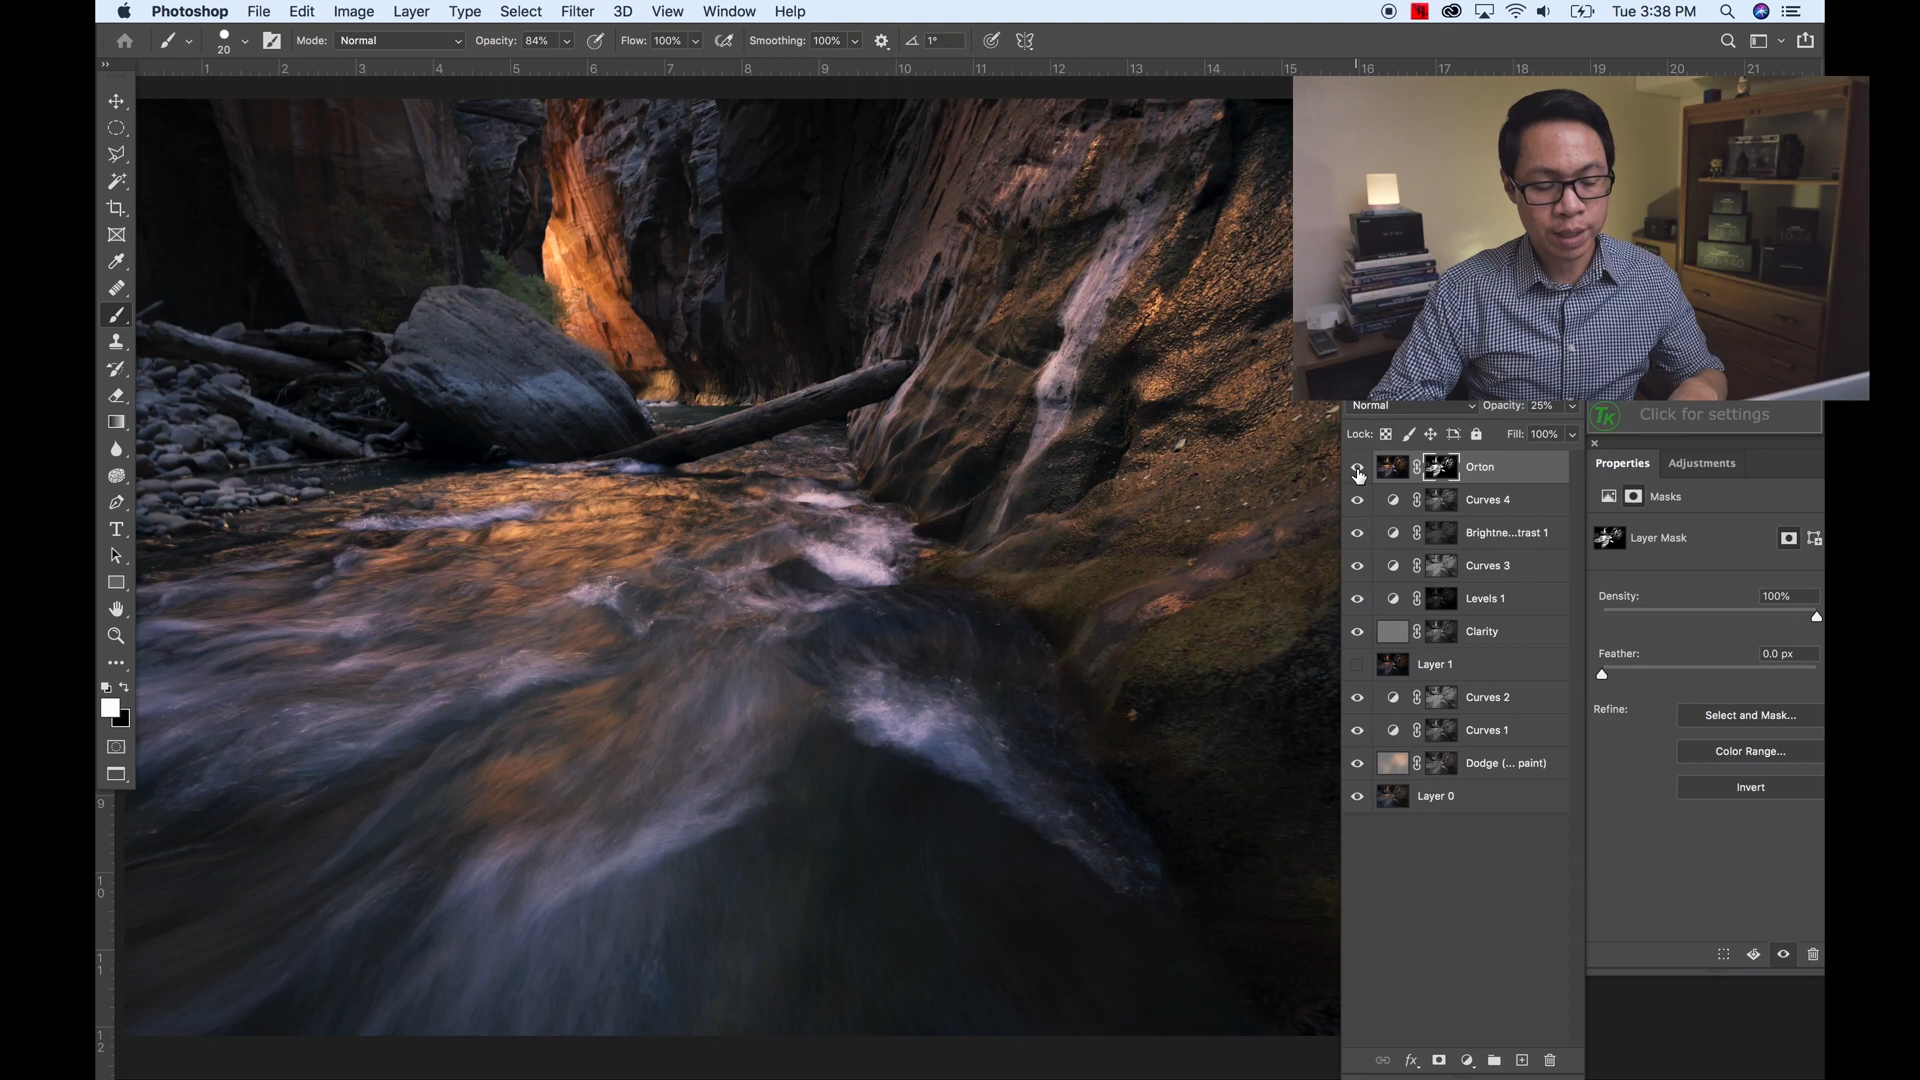 Photoshop File Edit Image Layer Type Select Filter 3D View Window Help Tue 3:38 PM
20 Mode: Normal Opacity: 84% Flow: 100% Smoothing: 100% 1°
1 2 3 4 5 6 7 8 9 10 11 12 13 14 15 16 17 18 19 20 21
Normal Opacity: 25%
TK Click for settings
Lock: Fill: 100%
Properties Adjustments
Orton
Masks
Curves 4
Brightne...trast 1
Layer Mask
Curves 3
Density: 100%
Levels 1
Clarity
Feather: 0.0 px
Layer 1
Curves 2
Refine: Select and Mask...
Curves 1
Color Range...
Dodge (... paint)
Invert
Layer 0
9
10
11
12